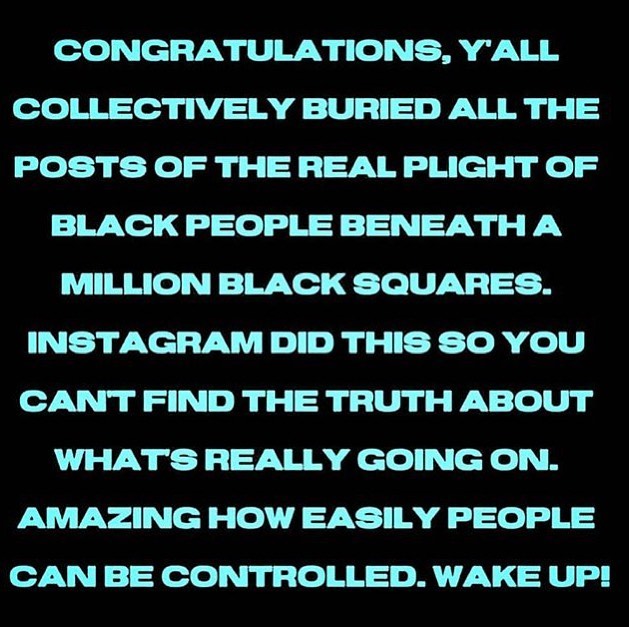 CONGRATULATIONS, Y'ALL
COLLECTIVELY BURIED ALL THE
POSTS OF THE REAL PLIGHT OF
BLACK PEOPLE BENEATH A
MILLION BLACK SQUARES.
INSTAGRAM DID THIS SO YOU
CAN'T FIND THE TRUTH ABOUT
WHAT'S REALLY GOING ON.
AMAZING HOW EASILY PEOPLE
CAN BE CONTROLLED. WAKE UP!